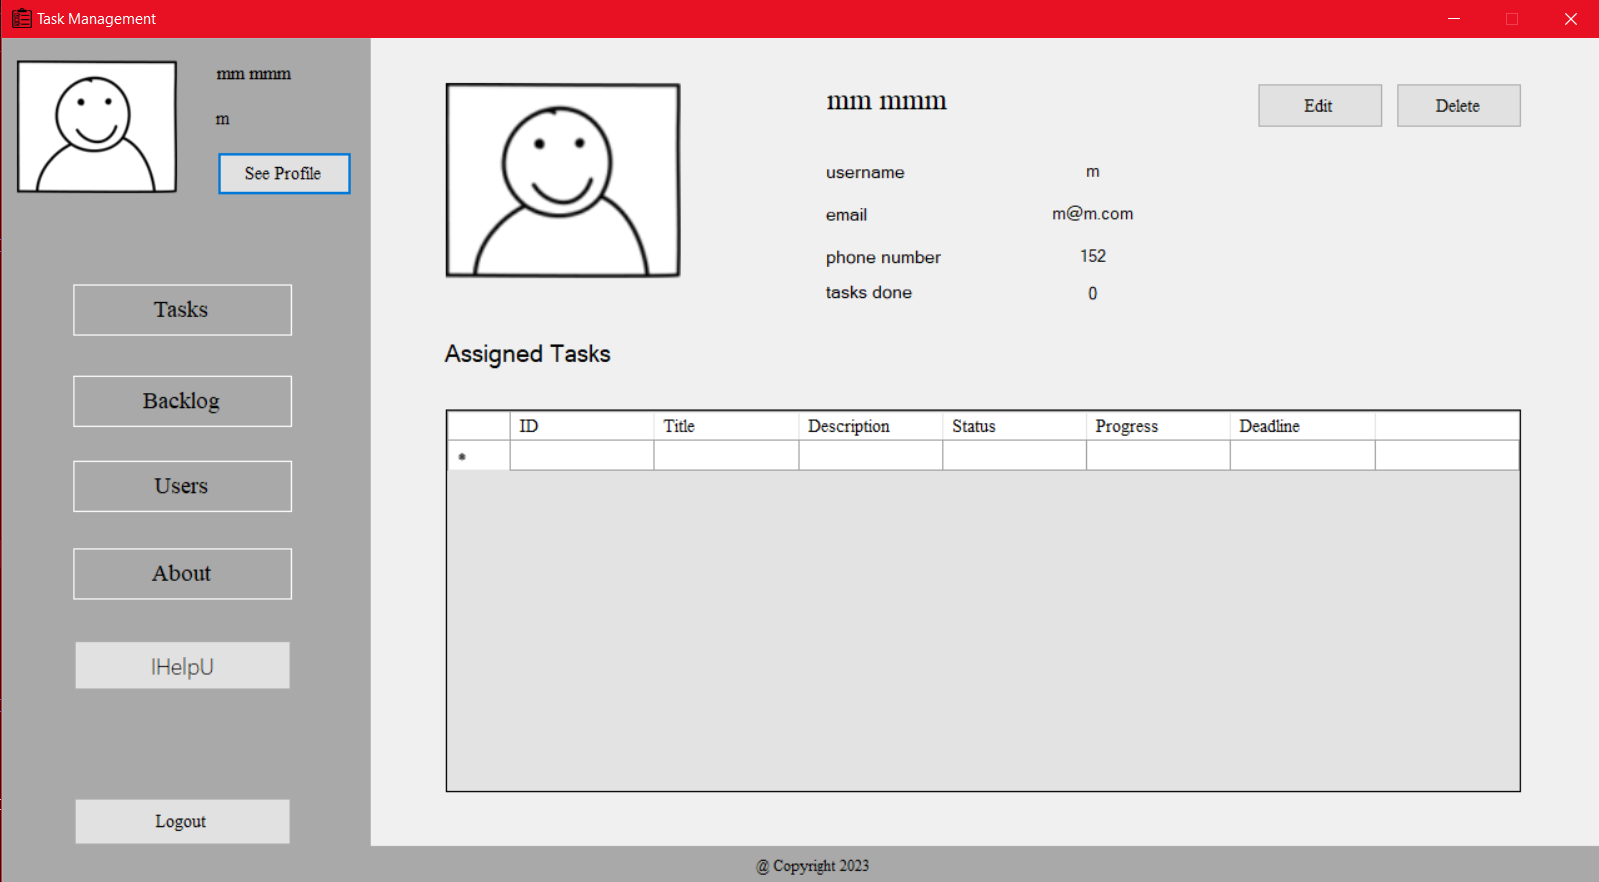 Task Management
mm mmm
m
See Profile
Tasks
Backlog
Users
About
IHelpU
Logout
mm mmm
Edit
Delete
username m
email m@m.com
phone number 152
tasks done 0
Assigned Tasks
ID Title Description Status Progress Deadline
@ Copyright 2023